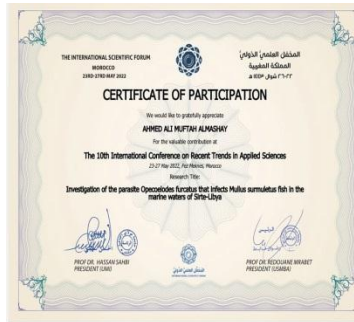 THE INTERNATIONAL SCIENTIFIC FORUM
MOROCCO
23RD-27RD MAY 2022
المحفل العلمي الدولي
المملكة المغربية
CERTIFICATE OF PARTICIPATION
We would like to gratefully appreciate
AHMED ALI MUFTAH ALMASHAY
For the valuable contribution at
The 10th International Conference on Recent Trends in Applied Sciences
23-27 May 2022, Fez Meknes, Morocco
Research Title:
Investigation of the parasite Opecoelodes furcatus that infects Mullus surmuletus fish in the
marine waters of Sirte-Libya
PROF DR. HASSAN SAHBI
PRESIDENT (UMI)
المحفل العلمي الدولي
PROF DR. REDOUANE MRABET
PRESIDENT (USMBA)